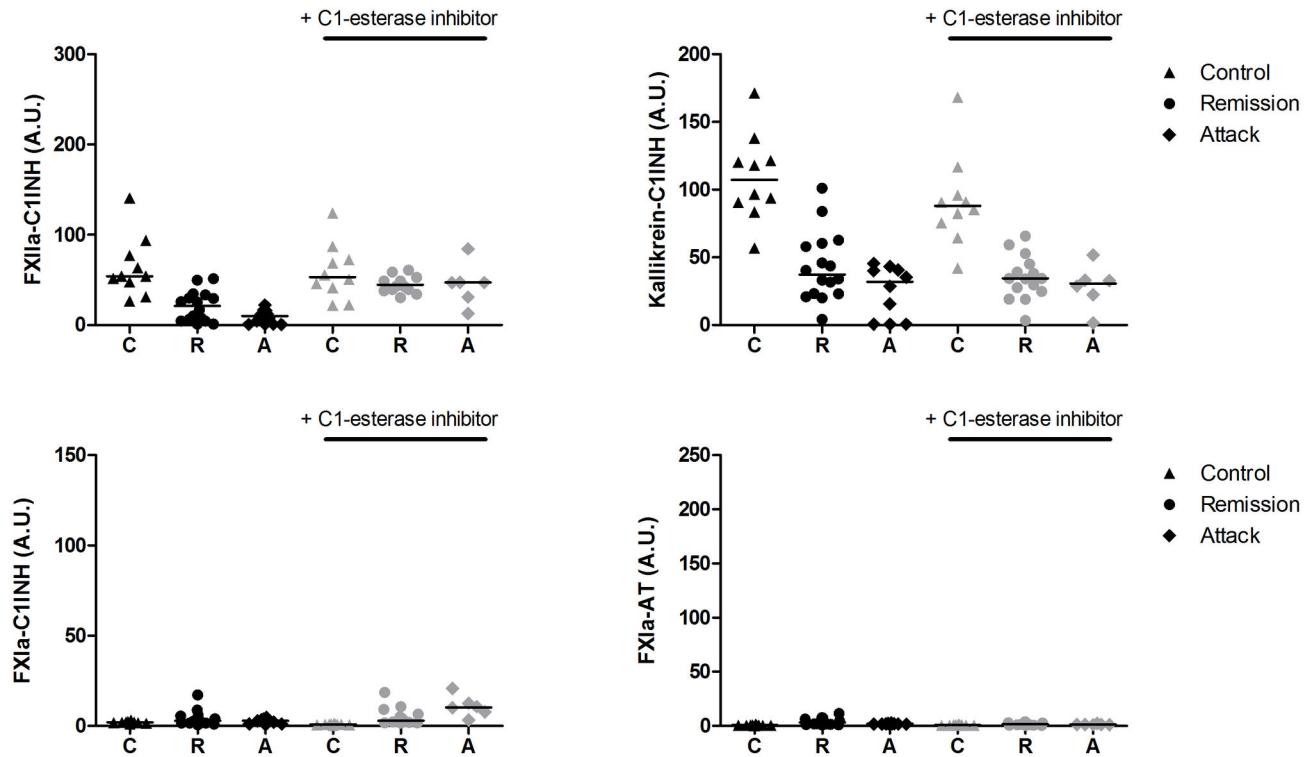 + C1-esterase inhibitor
300
200
100
0
FXIIa-C1INH (A.U.)
C R A C R A
+ C1-esterase inhibitor
200
150
100
50
0
Kallikrein-C1INH (A.U.)
C R A C R A
Control
Remission
Attack
+ C1-esterase inhibitor
150
100
50
0
FXIa-C1INH (A.U.)
C R A C R A
+ C1-esterase inhibitor
250
200
150
100
50
0
FXIa-AT (A.U.)
C R A C R A
Control
Remission
Attack